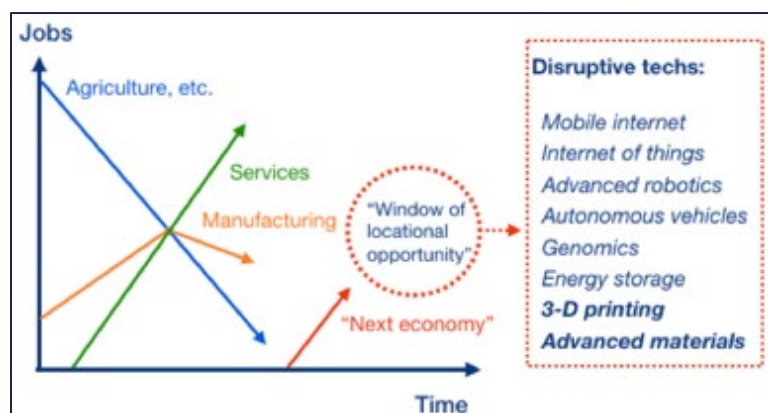 Jobs
Agriculture, etc.
Services
Manufacturing
"Window of
locational
opportunity"
"Next economy"
Time
Disruptive techs:
Mobile internet
Internet of things
Advanced robotics
Autonomous vehicles
Genomics
Energy storage
3-D printing
Advanced materials